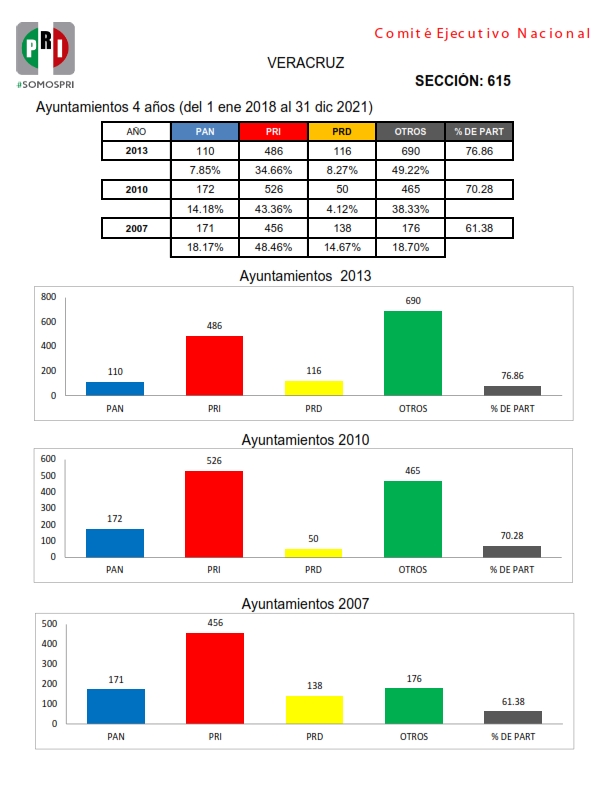 PRI
#SOMOSPRI
Comité Ejecutivo Nacional
VERACRUZ
SECCIÓN: 615
Ayuntamientos 4 años (del 1 ene 2018 al 31 dic 2021)
AÑO PAN PRI PRD OTROS % DE PART
2013 110 486 116 690 76.86
7.85% 34.66% 8.27% 49.22%
2010 172 526 50 465 70.28
14.18% 43.36% 4.12% 38.33%
2007 171 456 138 176 61.38
18.17% 48.46% 14.67% 18.70%
Ayuntamientos 2013
800
600
400
200
0
110 486 116 690 76.86
PAN PRI PRD OTROS % DE PART
Ayuntamientos 2010
600
500
400
300
200
100
0
172 526 50 465 70.28
PAN PRI PRD OTROS % DE PART
Ayuntamientos 2007
500
400
300
200
100
0
171 456 138 176 61.38
PAN PRI PRD OTROS % DE PART